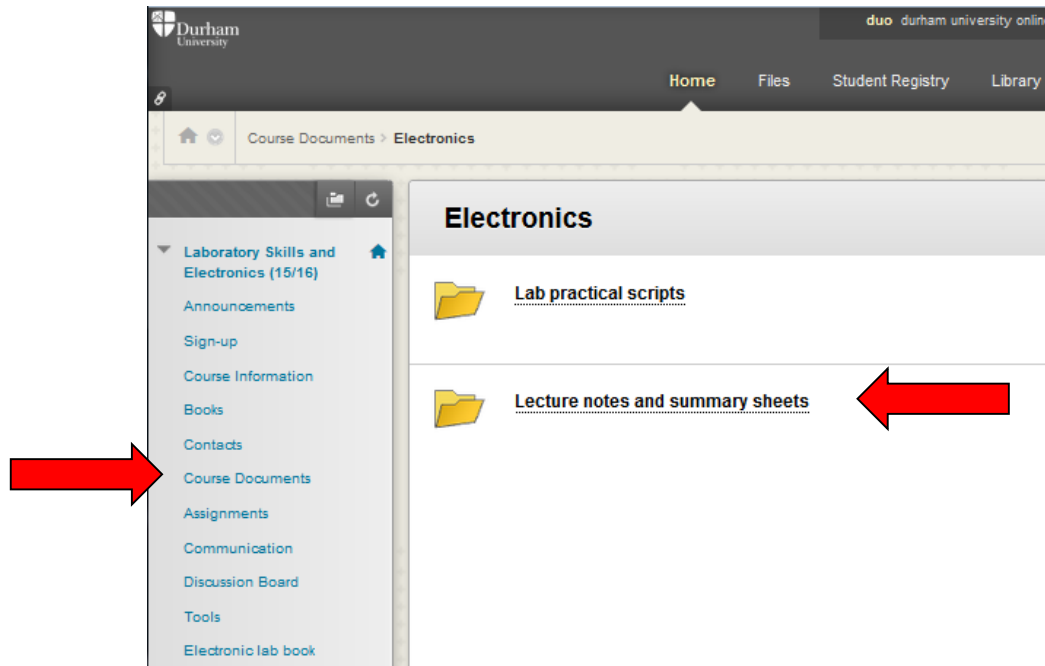 Durham
University
duo durham university onlin
Home Files Student Registry Library
Course Documents > Electronics
Laboratory Skills and
Electronics (15/16)
Announcements
Sign-up
Course Information
Books
Contacts
Course Documents
Assignments
Communication
Discussion Board
Tools
Electronic lab book
Electronics
Lab practical scripts
Lecture notes and summary sheets